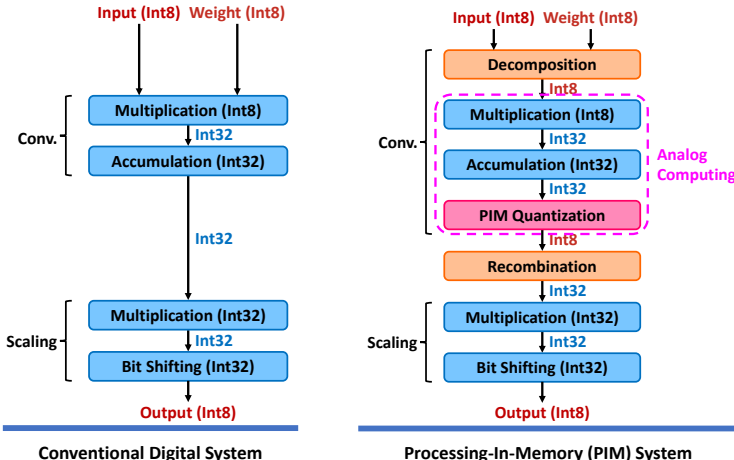 Input (Int8) Weight (Int8)
Conv.
Multiplication (Int8)
Int32
Accumulation (Int32)
Int32
Scaling
Multiplication (Int32)
Int32
Bit Shifting (Int32)
Output (Int8)
Conventional Digital System
Input (Int8) Weight (Int8)
Decomposition
Int8
Conv.
Multiplication (Int8)
Int32
Accumulation (Int32)
Int32
PIM Quantization
Analog
Computing
Int8
Recombination
Int32
Scaling
Multiplication (Int32)
Int32
Bit Shifting (Int32)
Output (Int8)
Processing-In-Memory (PIM) System